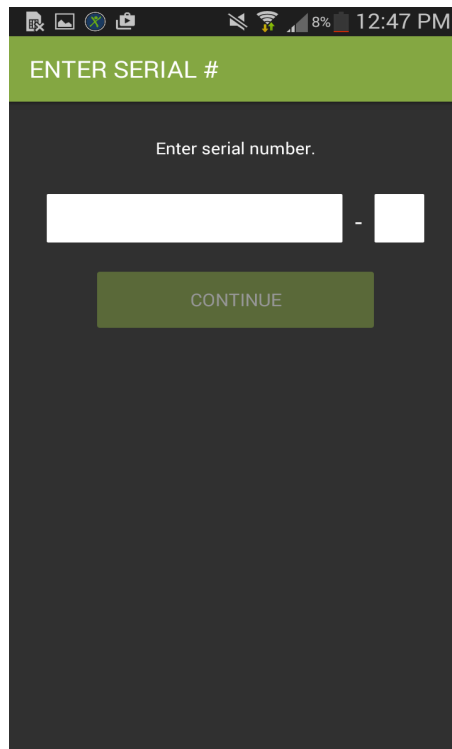 8% 12:47 PM
ENTER SERIAL #
Enter serial number.
-
CONTINUE